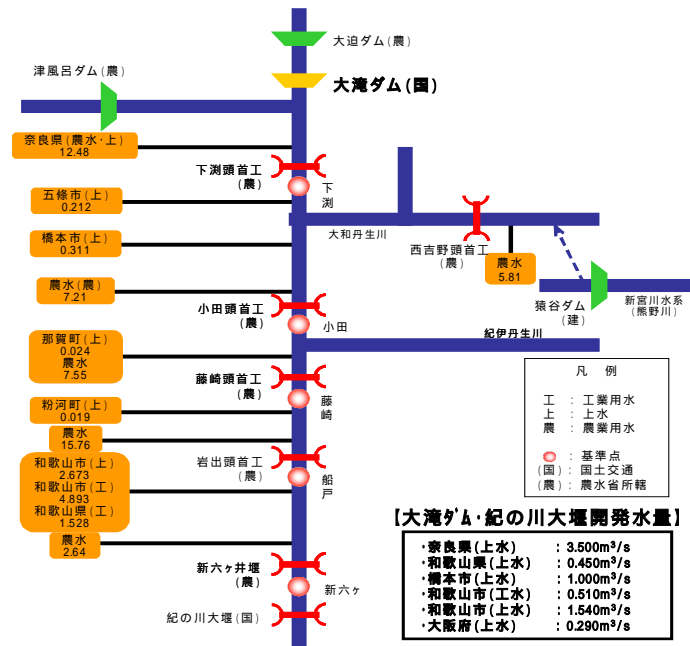 大迫ダム(農)
津風呂ダム(農)
大滝ダム(国)
奈良県(農水・上)
12.48
下渕頭首工
(農)
下渕
五條市(上)
0.212
大和丹生川
西吉野頭首工
(農)
農水
5.81
橋本市(上)
0.311
農水(農)
7.21
猿谷ダム
(建)
新宮川水系
(熊野川)
小田頭首工
(農)
小田
紀伊丹生川
那賀町(上)
0.024
農水
7.55
藤崎頭首工
(農)
藤崎
粉河町(上)
0.019
農水
15.76
岩出頭首工
(農)
船戸
和歌山市(上)
2.673
和歌山市(工)
4.893
和歌山県(工)
1.528
農水
2.64
新六ヶ井堰
(農)
新六ヶ
紀の川大堰(国)
凡 例
工 : 工業用水
上 : 上水
農 : 農業用水
: 基準点
(国) : 国土交通
(農) : 農水省所轄
【大滝ダム・紀の川大堰開発水量】
・奈良県(上水) : 3.500m³/s
・和歌山県(上水) : 0.450m³/s
・橋本市(上水) : 1.000m³/s
・和歌山市(工水) : 0.510m³/s
・和歌山市(上水) : 1.540m³/s
・大阪府(上水) : 0.290m³/s